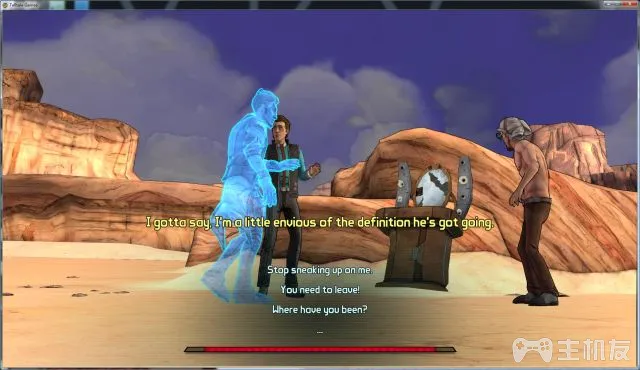 Telltale Games
I gotta say, I'm a little envious of the definition he's got going.
Stop sneaking up on me.
You need to leave!
Where have you been?
...
主机友